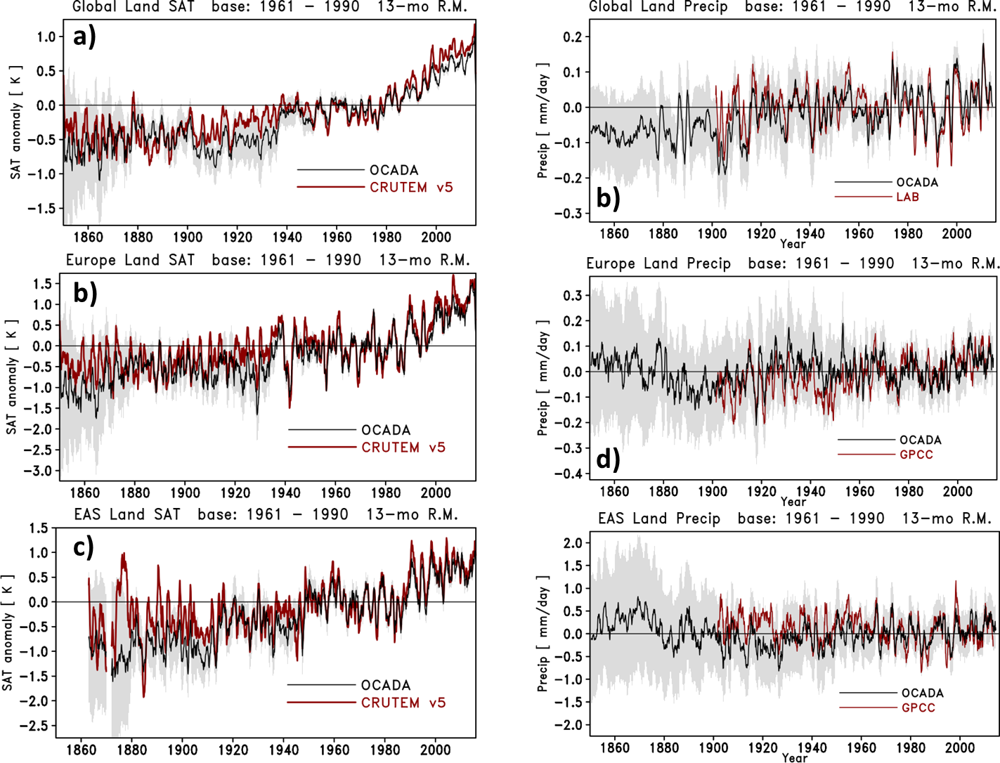 Global Land SAT base: 1961 – 1990 13–mo R.M.
a)
SAT anomaly [ K ]
1.0
0.5
0.0
−0.5
−1.0
−1.5
OCADA
CRUTEM v5
1860 1880 1900 1920 1940 1960 1980 2000
Global Land Precip base: 1961 – 1990 13–mo R.M.
Precip [ mm/day ]
0.2
0.1
0.0
−0.1
−0.2
−0.3
b)
OCADA
LAB
1860 1880 1900 1920 1940 1960 1980 2000
Year
Europe Land SAT base: 1961 – 1990 13–mo R.M.
b)
SAT anomaly [ K ]
1.5
1.0
0.5
0.0
−0.5
−1.0
−1.5
−2.0
−2.5
−3.0
OCADA
CRUTEM v5
1860 1880 1900 1920 1940 1960 1980 2000
Europe Land Precip base: 1961 – 1990 13–mo R.M.
Precip [ mm/day ]
0.3
0.2
0.1
0.0
−0.1
−0.2
−0.3
−0.4
d)
OCADA
GPCC
1860 1880 1900 1920 1940 1960 1980 2000
Year
EAS Land SAT base: 1961 – 1990 13–mo R.M.
c)
SAT anomaly [ K ]
1.5
1.0
0.5
0.0
−0.5
−1.0
−1.5
−2.0
−2.5
OCADA
CRUTEM v5
1860 1880 1900 1920 1940 1960 1980 2000
EAS Land Precip base: 1961 – 1990 13–mo R.M.
Precip [ mm/day ]
2.0
1.5
1.0
0.5
0.0
−0.5
−1.0
−1.5
−2.0
OCADA
GPCC
1860 1880 1900 1920 1940 1960 1980 2000
Year